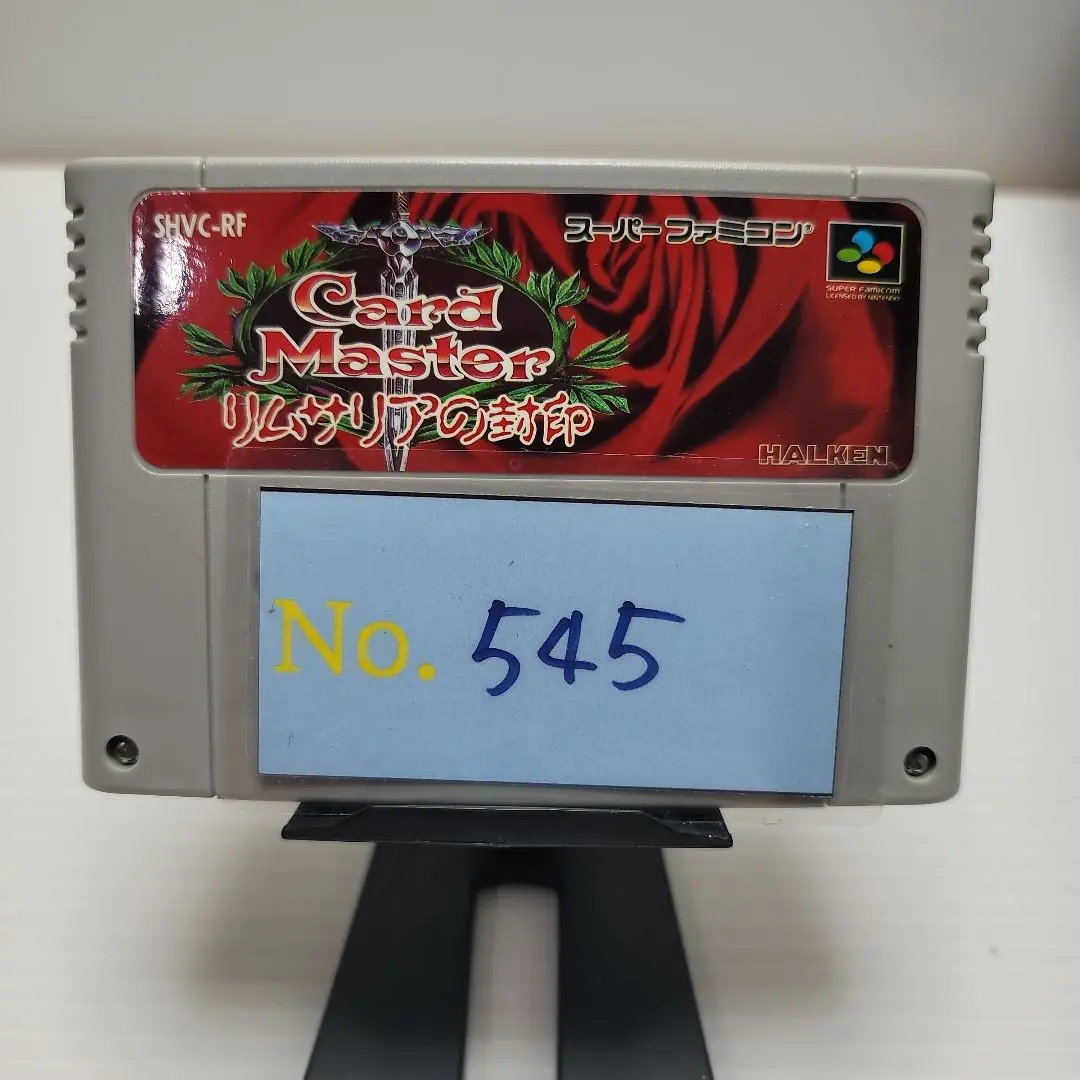 SHVC-RF
スーパーファミコン®
Card
Master
リムサリアの封印
SUPER FAMICOM
LICENSED BY NINTENDO
HALKEN
No. 545